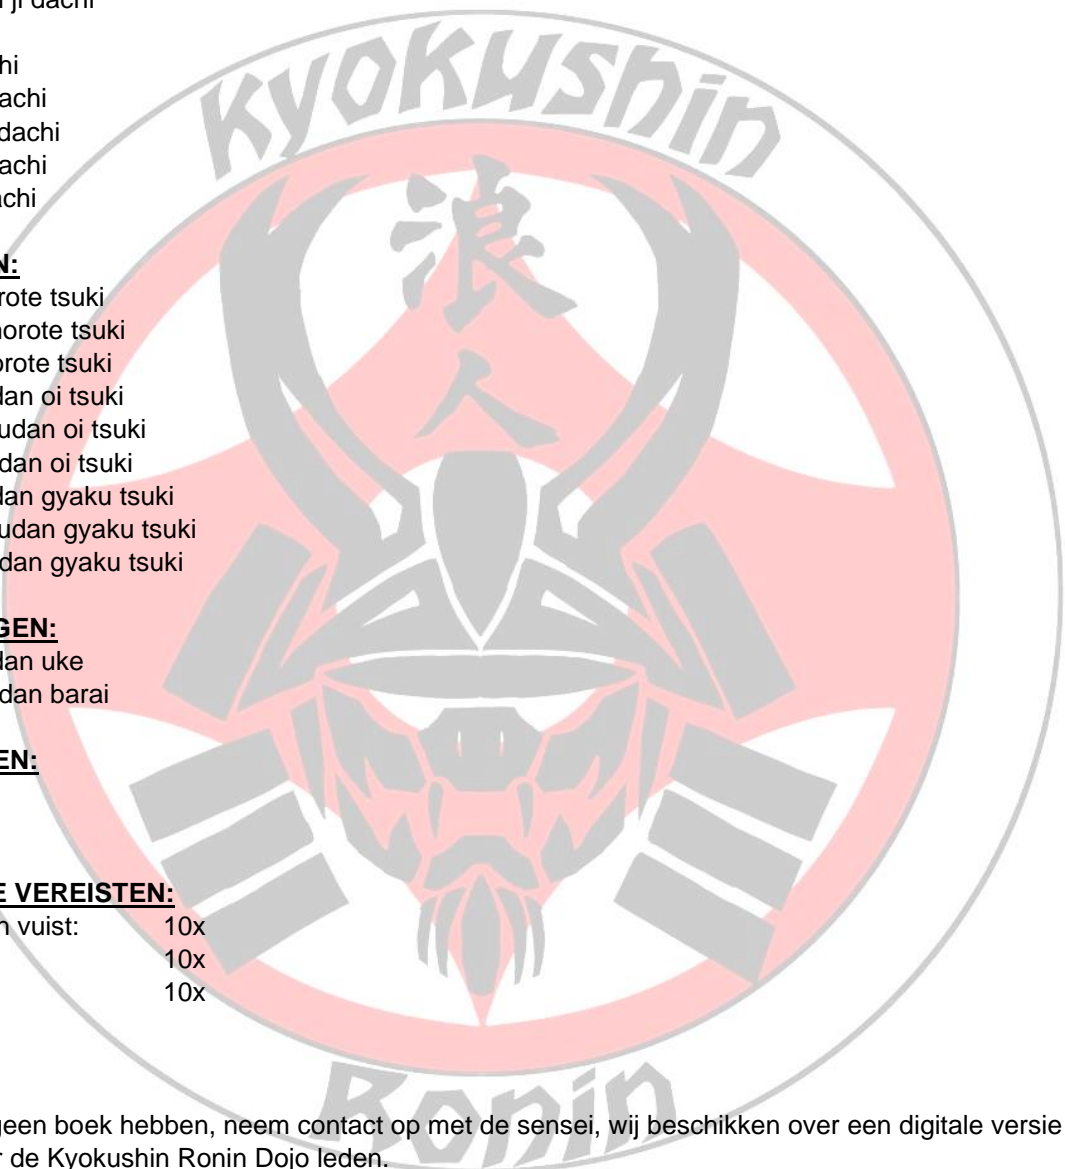 ji dachi
Kyokushin
hi
achi
dachi
achi
achi
浪
人
N:
rote tsuki
norote tsuki
orote tsuki
dan oi tsuki
udan oi tsuki
dan oi tsuki
dan gyaku tsuki
udan gyaku tsuki
dan gyaku tsuki
GEN:
dan uke
dan barai
EN:
E VEREISTEN:
n vuist: 10x
10x
10x
Ronin
geen boek hebben, neem contact op met de sensei, wij beschikken over een digitale versie
r de Kyokushin Ronin Dojo leden.